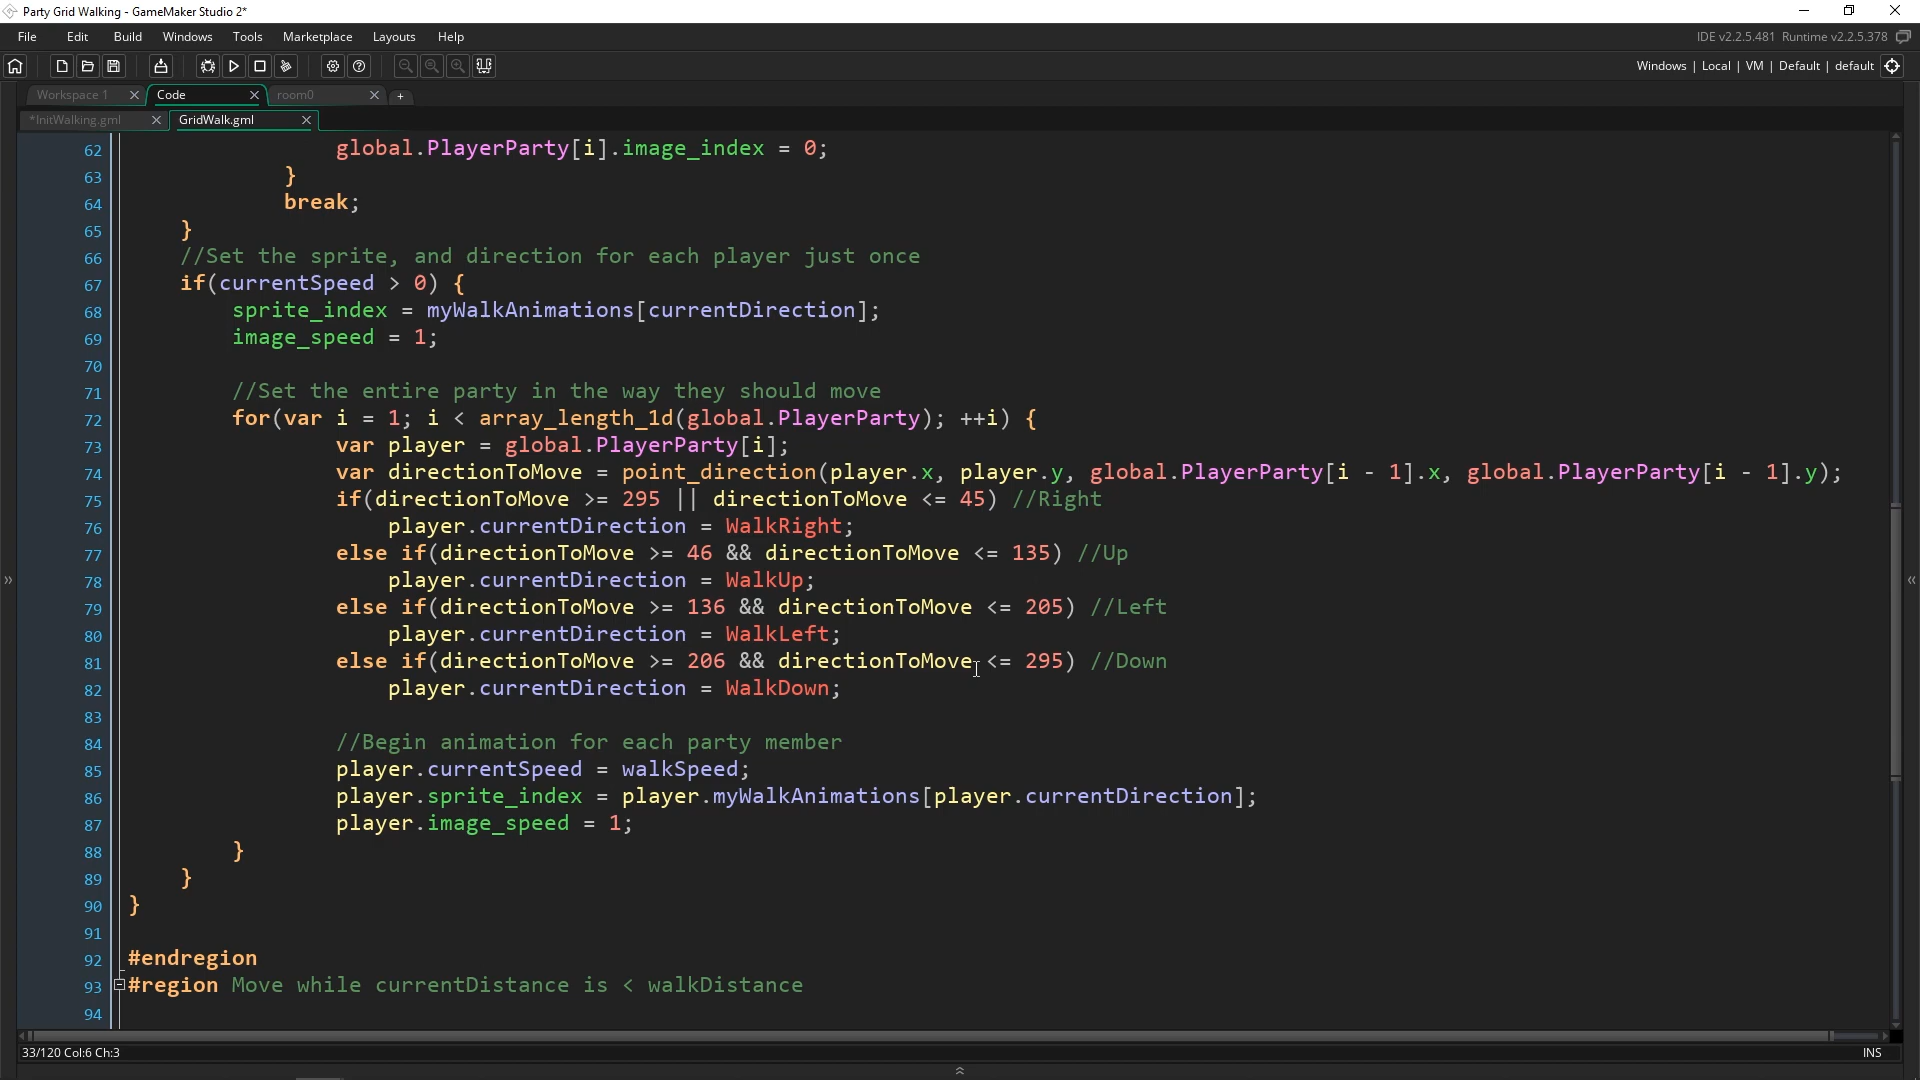 Party Grid Walking - GameMaker Studio 2*
File Edit Build Windows Tools Marketplace Layouts Help
IDE v2.2.5.481 Runtime v2.2.5.378
Windows | Local | VM | Default | default
Workspace 1 Code room0
*InitWalking.gml GridWalk.gml
62 global.PlayerParty[i].image_index = 0;
63 }
64 break;
65 }
66 //Set the sprite, and direction for each player just once
67 if(currentSpeed > 0) {
68 sprite_index = myWalkAnimations[currentDirection];
69 image_speed = 1;
70
71 //Set the entire party in the way they should move
72 for(var i = 1; i < array_length_1d(global.PlayerParty); ++i) {
73 var player = global.PlayerParty[i];
74 var directionToMove = point_direction(player.x, player.y, global.PlayerParty[i - 1].x, global.PlayerParty[i - 1].y);
75 if(directionToMove >= 295 || directionToMove <= 45) //Right
76 player.currentDirection = WalkRight;
77 else if(directionToMove >= 46 && directionToMove <= 135) //Up
78 player.currentDirection = WalkUp;
79 else if(directionToMove >= 136 && directionToMove <= 205) //Left
80 player.currentDirection = WalkLeft;
81 else if(directionToMove >= 206 && directionToMove <= 295) //Down
82 player.currentDirection = WalkDown;
83
84 //Begin animation for each party member
85 player.currentSpeed = walkSpeed;
86 player.sprite_index = player.myWalkAnimations[player.currentDirection];
87 player.image_speed = 1;
88 }
89 }
90 }
91
92 #endregion
93 #region Move while currentDistance is < walkDistance
94
33/120 Col:6 Ch:3
INS